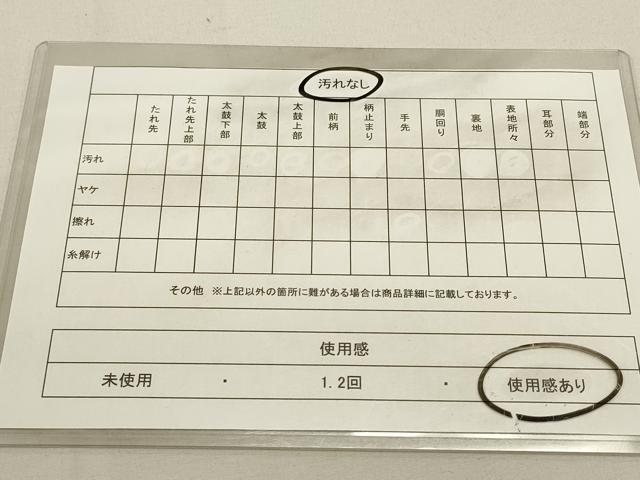 汚れなし
たれ先 たれ先上部 太鼓下部 太鼓 太鼓上部 前柄 柄止まり 手先 胴回り 裏地 表地所々 耳部分 端部分
汚れ
ヤケ
擦れ
糸解け
その他 ※上記以外の箇所に難がある場合は商品詳細に記載しております。
使用感
未使用 ・ 1.2回 ・ 使用感あり